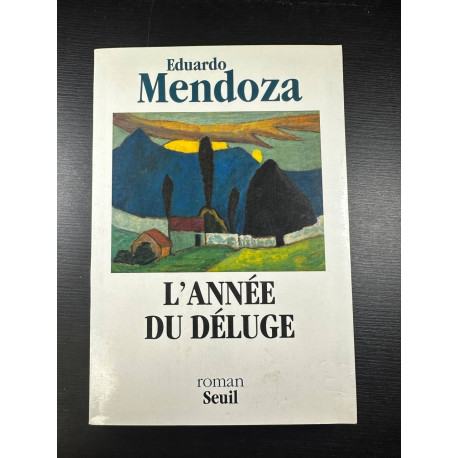 Eduardo
Mendoza
L'ANNÉE
DU DÉLUGE
roman
Seuil